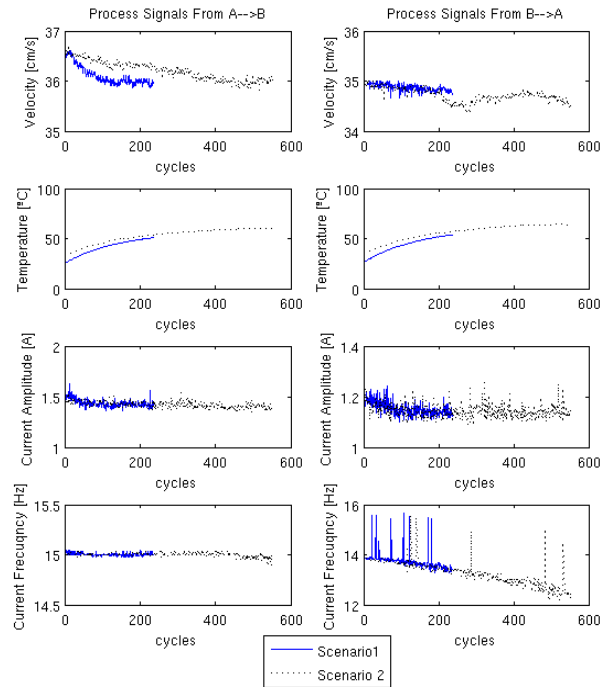 Process Signals From A-->B
Process Signals From B-->A
37
36
35
Velocity [cm/s]
0 200 400 600
cycles
36
35
34
Velocity [cm/s]
0 200 400 600
cycles
100
50
0
Temperature [°C]
0 200 400 600
cycles
100
50
0
Temperature [°C]
0 200 400 600
cycles
2
1.5
1
Current Amplitude [A]
0 200 400 600
cycles
1.4
1.2
1
Current Amplitude [A]
0 200 400 600
cycles
15.5
15
14.5
Current Frecuqncy [Hz]
0 200 400 600
cycles
16
14
12
Current Frecuqncy [Hz]
0 200 400 600
cycles
Scenario1
Scenario 2